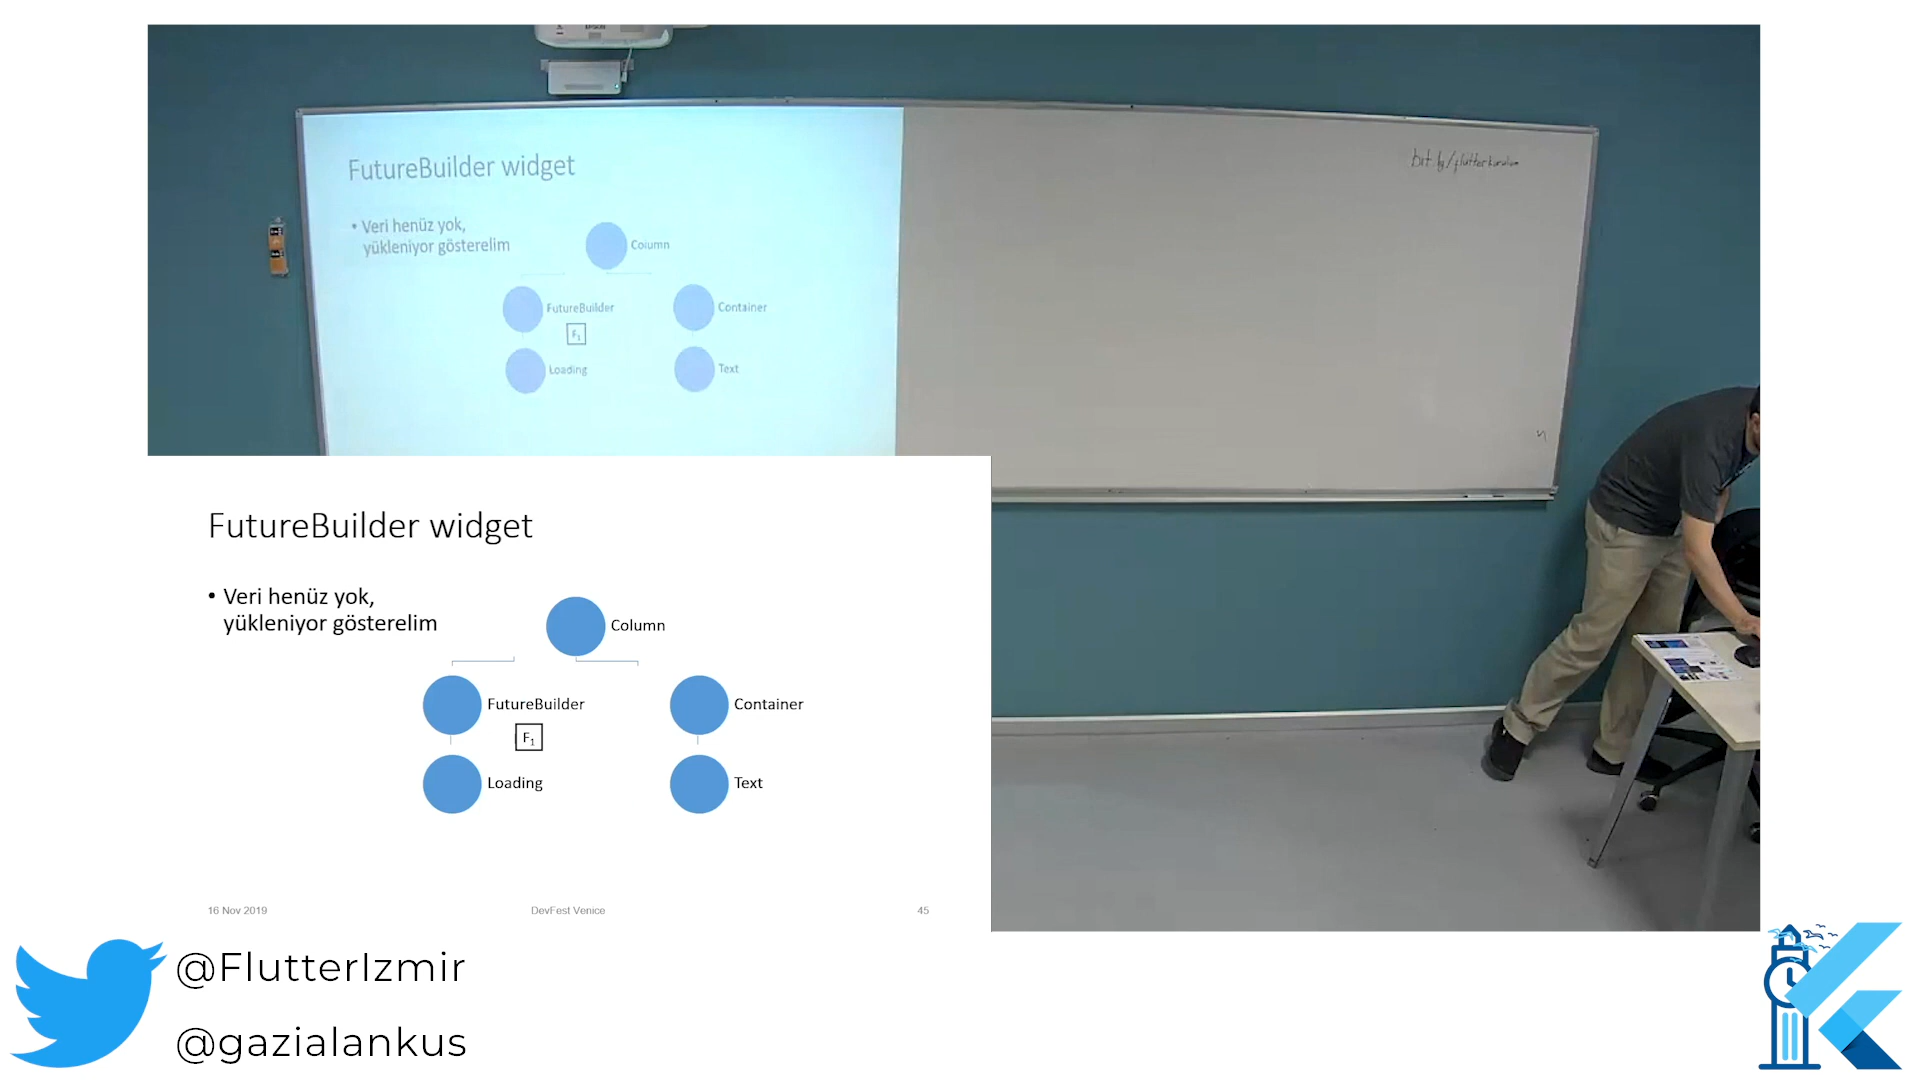 FutureBuilder widget
• Veri henüz yok,
yükleniyor gösterelim
Column
FutureBuilder
Container
F₁
Loading
Text
FutureBuilder widget
• Veri henüz yok,
yükleniyor gösterelim
Column
FutureBuilder
Container
F₁
Loading
Text
16 Nov 2019
DevFest Venice
45
@FlutterIzmir
@gazialankus